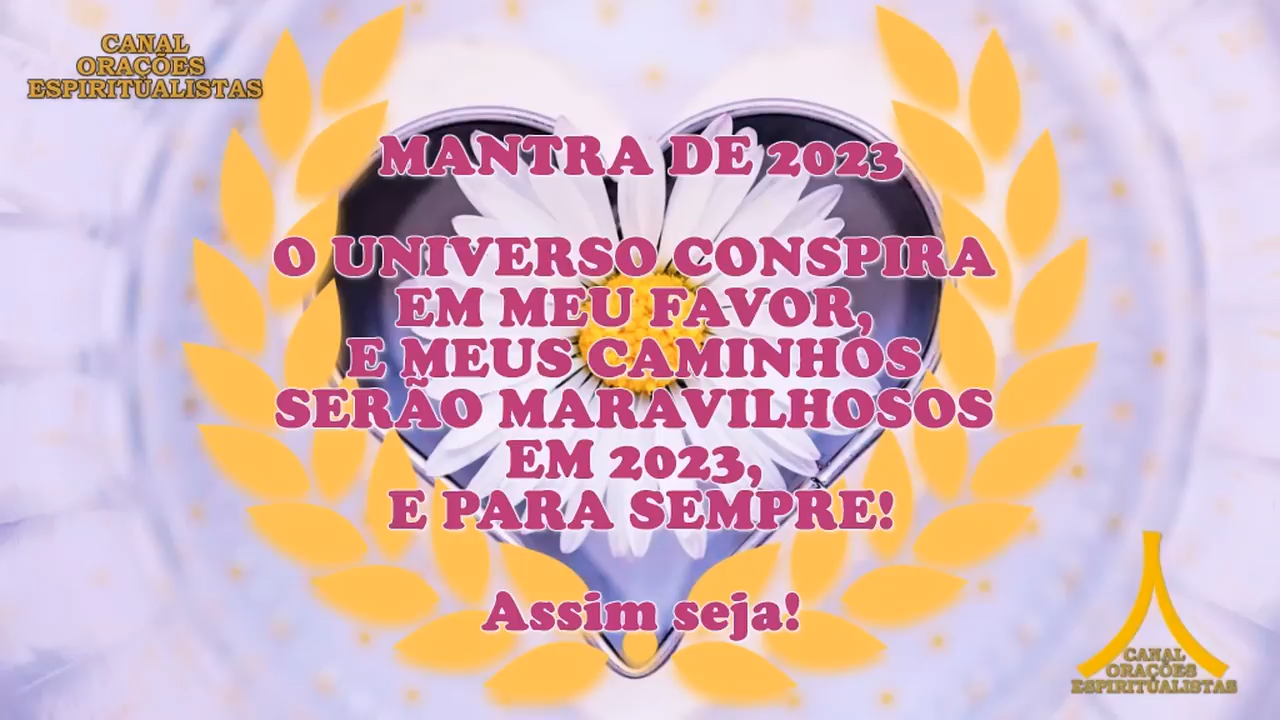 CANAL
ORAÇÕES
ESPIRITUALISTAS
MANTRA DE 2023
O UNIVERSO CONSPIRA
EM MEU FAVOR,
E MEUS CAMINHOS
SERÃO MARAVILHOSOS
EM 2023,
E PARA SEMPRE!
Assim seja!
CANAL
ORAÇÕES
ESPIRITUALISTAS